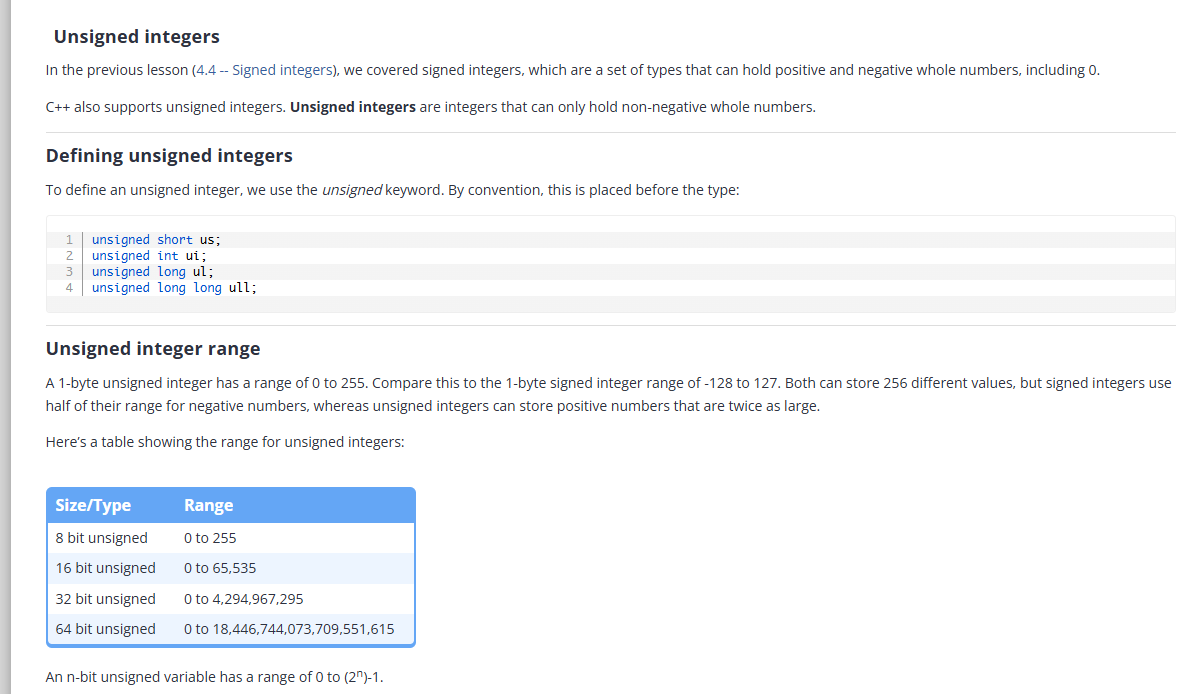 Unsigned integers
In the previous lesson (4.4 -- Signed integers), we covered signed integers, which are a set of types that can hold positive and negative whole numbers, including 0.
C++ also supports unsigned integers. Unsigned integers are integers that can only hold non-negative whole numbers.
Defining unsigned integers
To define an unsigned integer, we use the unsigned keyword. By convention, this is placed before the type:
1 unsigned short us;
2 unsigned int ui;
3 unsigned long ul;
4 unsigned long long ull;
Unsigned integer range
A 1-byte unsigned integer has a range of 0 to 255. Compare this to the 1-byte signed integer range of -128 to 127. Both can store 256 different values, but signed integers use
half of their range for negative numbers, whereas unsigned integers can store positive numbers that are twice as large.
Here’s a table showing the range for unsigned integers:
Size/Type Range
8 bit unsigned 0 to 255
16 bit unsigned 0 to 65,535
32 bit unsigned 0 to 4,294,967,295
64 bit unsigned 0 to 18,446,744,073,709,551,615
An n-bit unsigned variable has a range of 0 to (2ⁿ)-1.